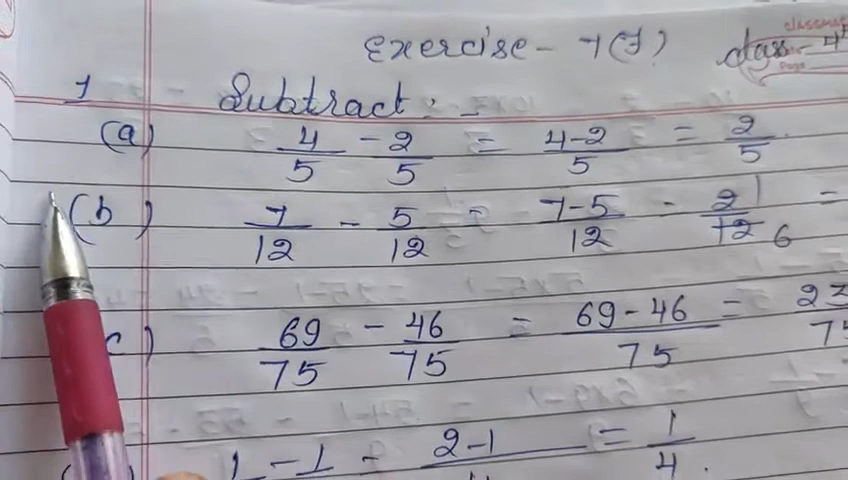 Exercise - 7(F)
Class - 4th
1 Subtract : -
(a) 4/5 - 2/5 = 4-2/5 = 2/5
(b) 7/12 - 5/12 = 7-5/12 = 2/12 1 6 =
(c) 69/75 - 46/75 = 69-46/75 = 23/75
1 - 1 = 2-1 = 1/4